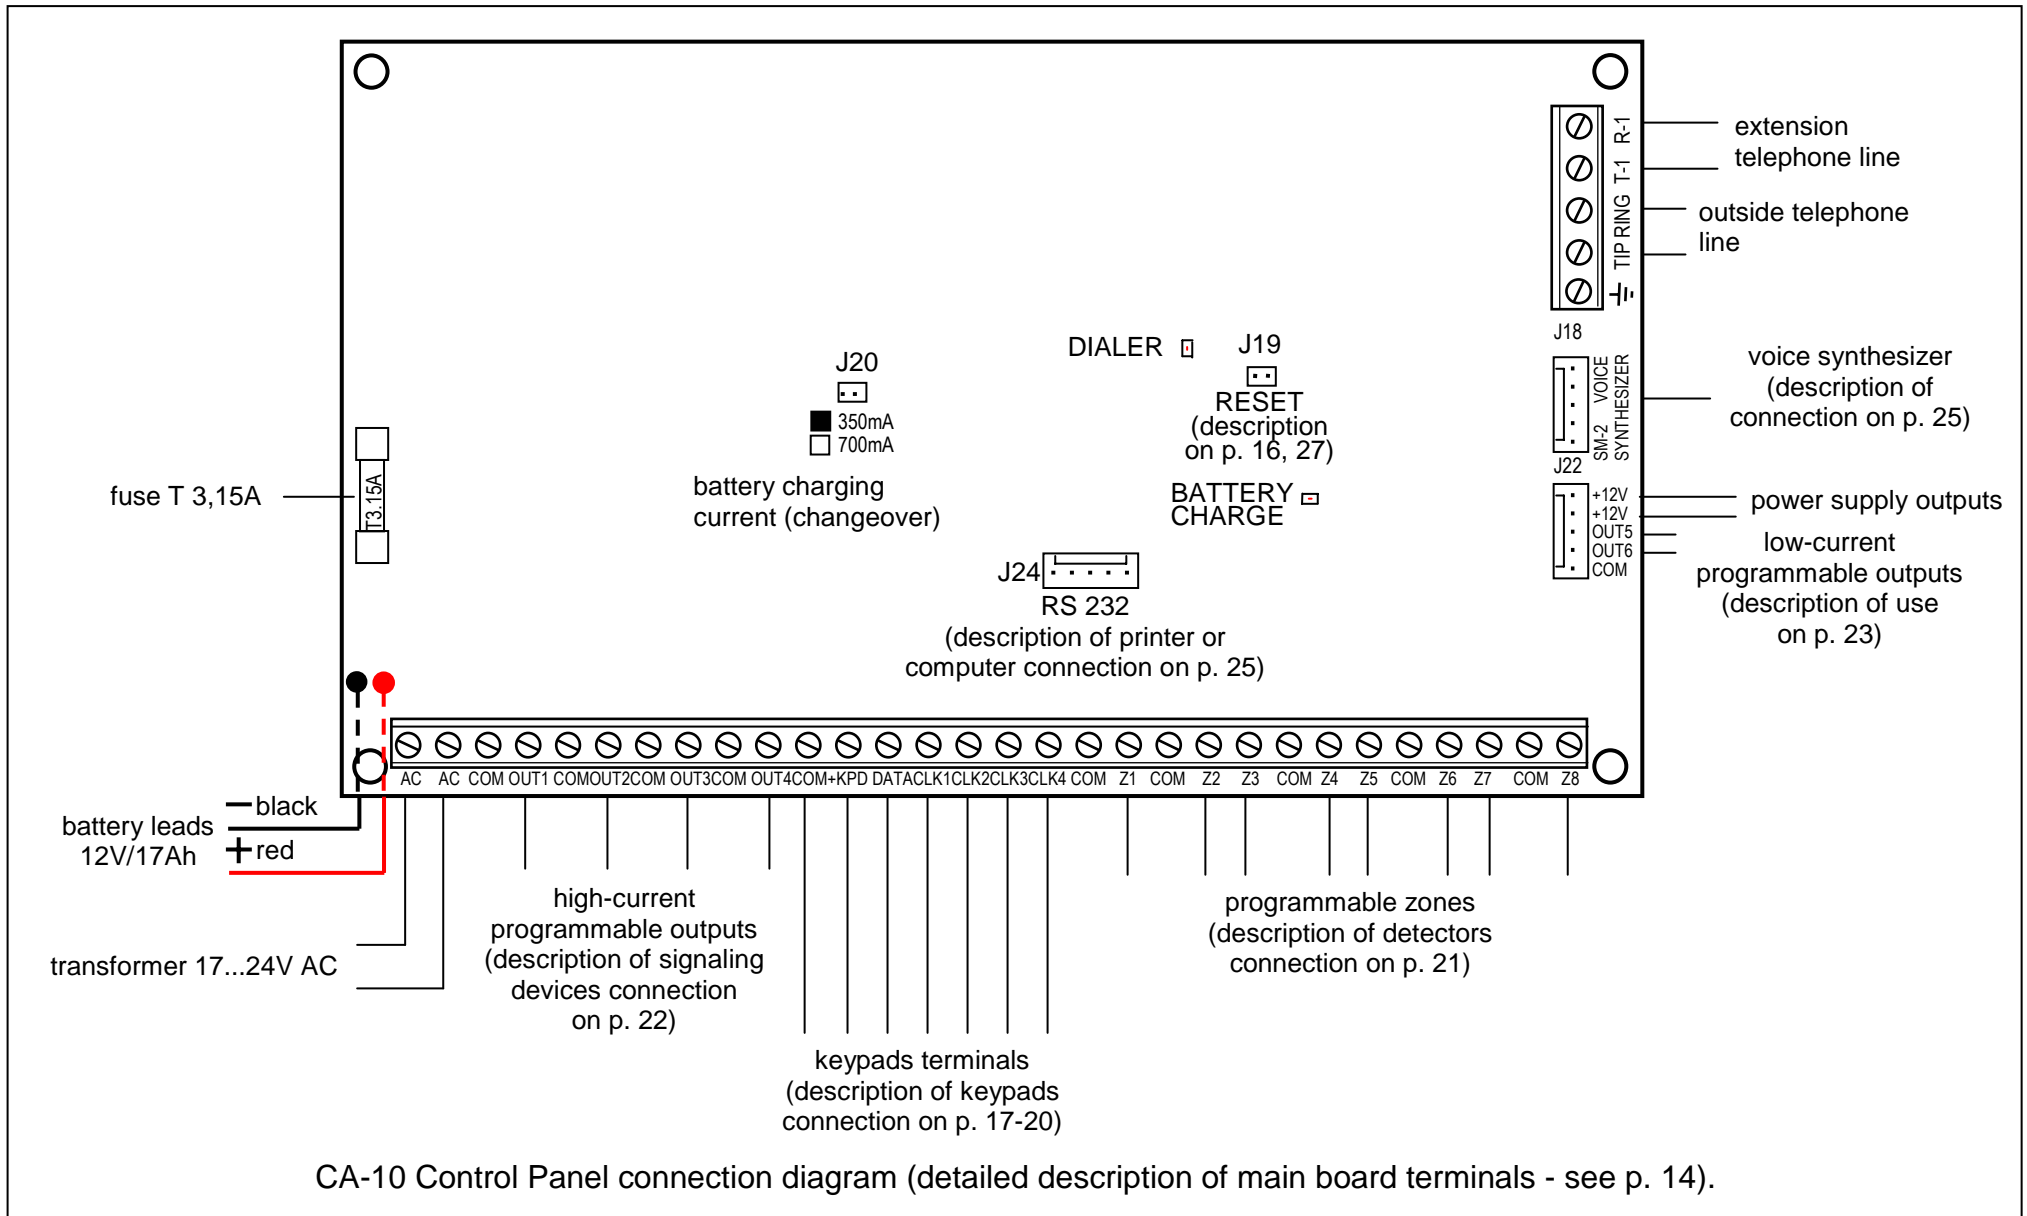 R-1
T-1
RING
TIP
extension
telephone line
outside telephone
line
J18
DIALER
J19
RESET
(description
on p. 16, 27)
J20
350mA
700mA
battery charging
current (changeover)
SM-2 VOICE
SYNTHESIZER
voice synthesizer
(description of
connection on p. 25)
J22
BATTERY
CHARGE
fuse T 3,15A
T3.15A
+12V
+12V
OUT5
OUT6
COM
power supply outputs
low-current
programmable outputs
(description of use
on p. 23)
J24
RS 232
(description of printer or
computer connection on p. 25)
AC AC COM OUT1 COM OUT2 COM OUT3 COM OUT4 COM +KPD DATA CLK1 CLK2 CLK3 CLK4 COM Z1 COM Z2 Z3 COM Z4 Z5 COM Z6 Z7 COM Z8
– black
battery leads
12V/17Ah
+ red
transformer 17...24V AC
high-current
programmable outputs
(description of signaling
devices connection
on p. 22)
keypads terminals
(description of keypads
connection on p. 17-20)
programmable zones
(description of detectors
connection on p. 21)
CA-10 Control Panel connection diagram (detailed description of main board terminals - see p. 14).